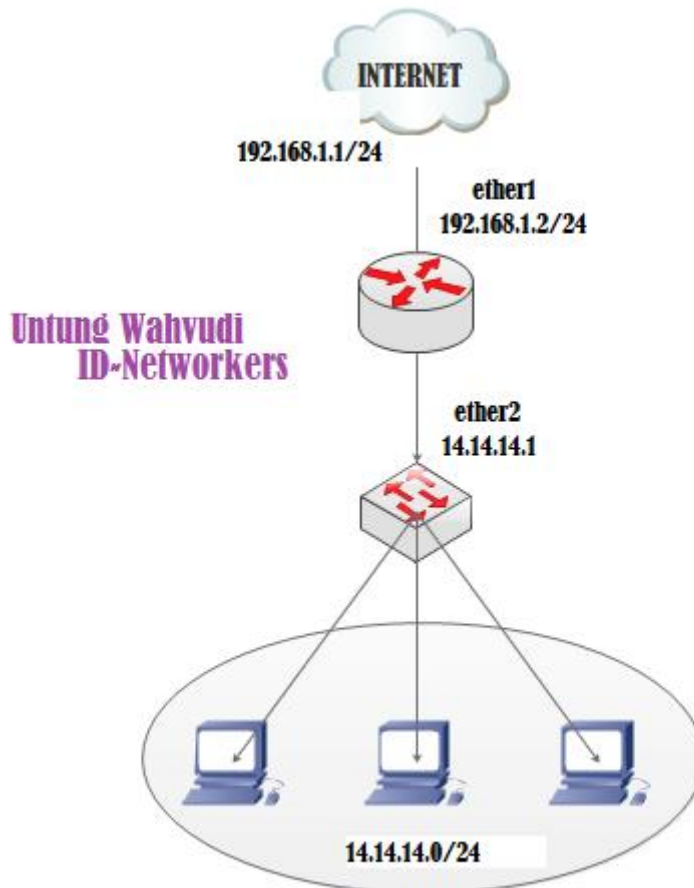 INTERNET
192.168.1.1/24
ether1
192.168.1.2/24
Untung Wahyudi
ID-Networkers
ether2
14.14.14.1
14.14.14.0/24